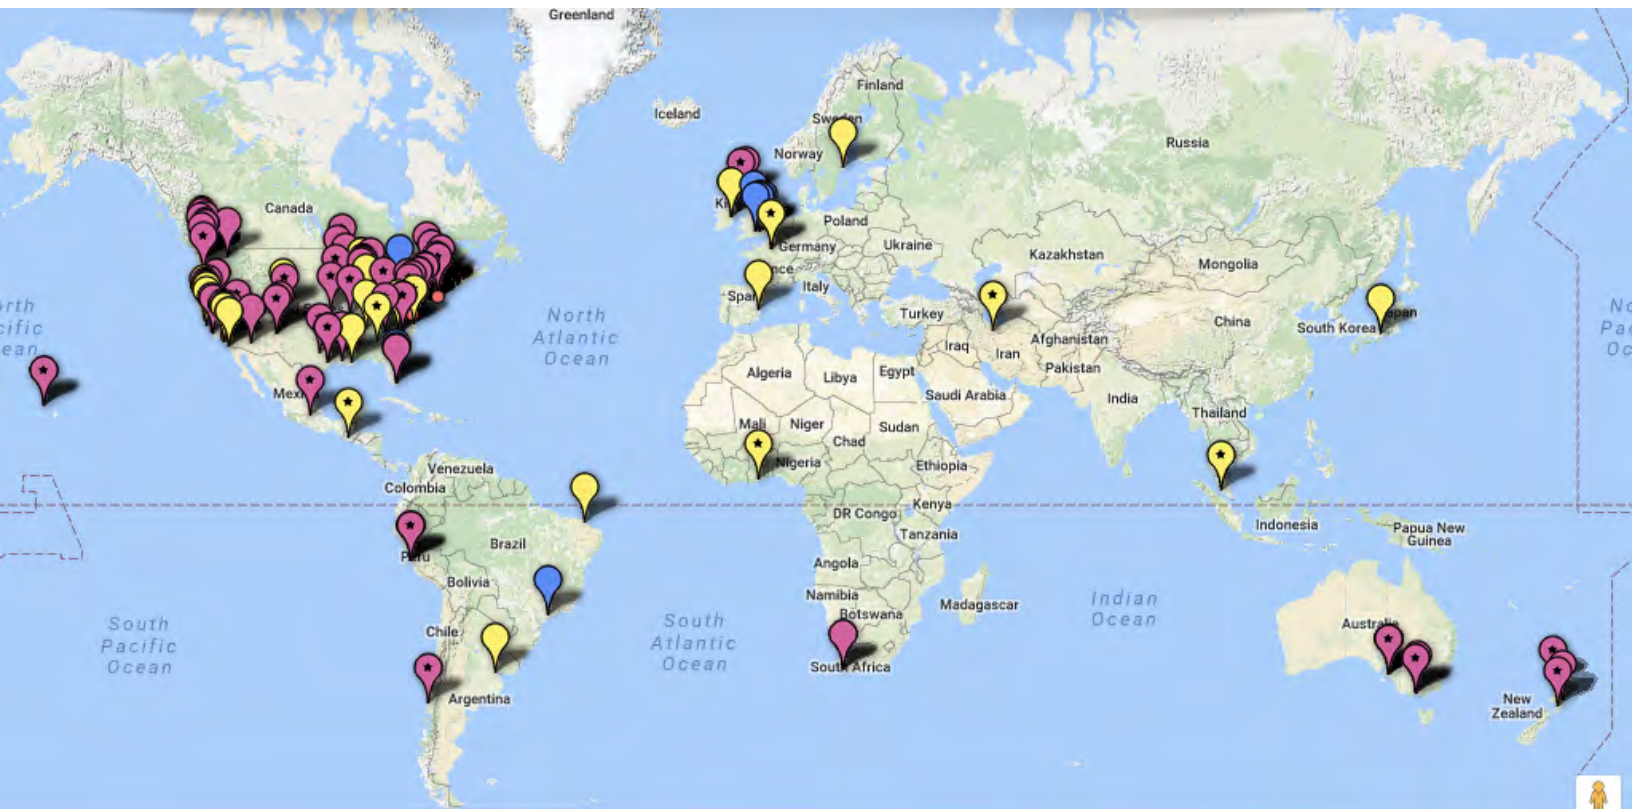 Greenland
Finland
Iceland
Sweden
Russia
Norway
Canada
Poland
Ukraine
Germany
Kazakhstan
Mongolia
Italy
North
Atlantic
Ocean
Turkey
China
South Korea
Iraq
Iran
Afghanistan
Pakistan
Algeria
Libya
Egypt
Saudi Arabia
India
Thailand
Mali
Niger
Chad
Sudan
Nigeria
Ethiopia
Venezuela
Colombia
Kenya
DR Congo
Tanzania
Indonesia
Papua New
Guinea
Brazil
Bolivia
Angola
Namibia
Botswana
Madagascar
Indian
Ocean
South
Pacific
Ocean
South
Atlantic
Ocean
Chile
Australia
South Africa
Argentina
New
Zealand